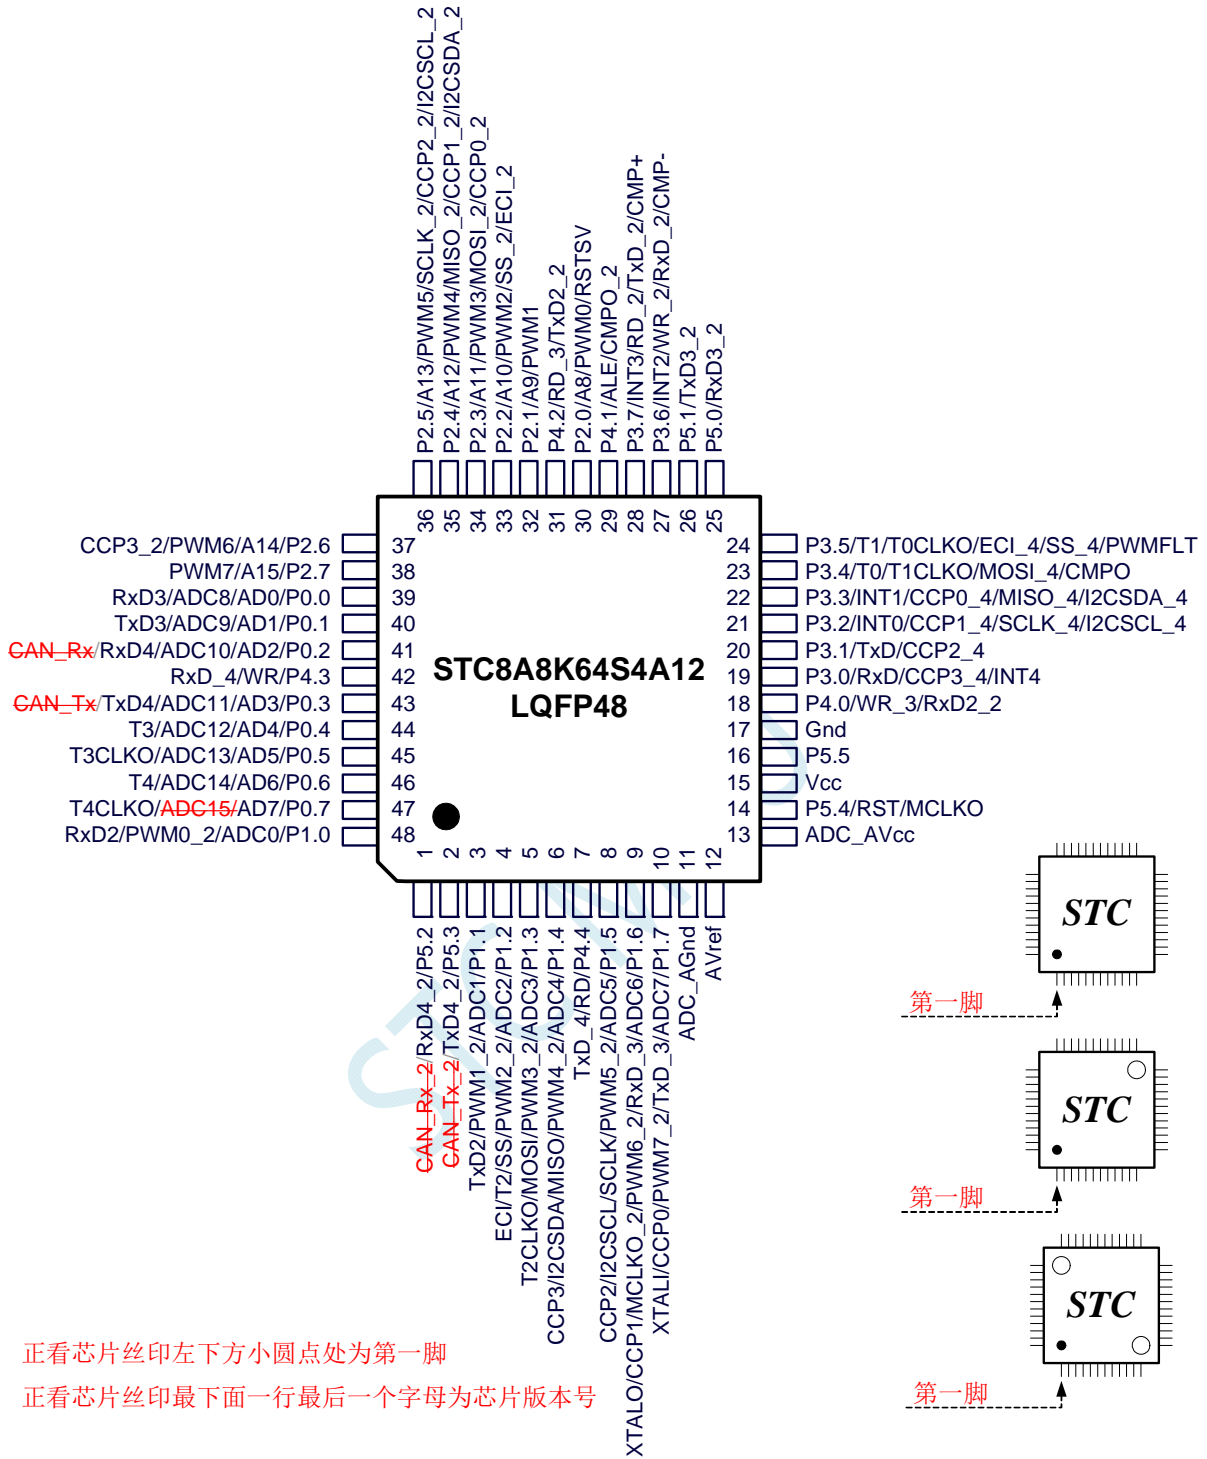 P2.5/A13/PWM5/SCLK_2/CCP2_2/I2CSCL_2
P2.4/A12/PWM4/MISO_2/CCP1_2/I2CSDA_2
P2.3/A11/PWM3/MOSI_2/CCP0_2
P2.2/A10/PWM2/SS_2/ECI_2
P2.1/A9/PWM1
P4.2/RD_3/TxD2_2
P2.0/A8/PWM0/RSTSV
P4.1/ALE/CMPO_2
P3.7/INT3/RD_2/TxD_2/CMP+
P3.6/INT2/WR_2/RxD_2/CMP-
P5.1/TxD3_2
P5.0/RxD3_2
36 35 34 33 32 31 30 29 28 27 26 25
CCP3_2/PWM6/A14/P2.6 37
PWM7/A15/P2.7 38
RxD3/ADC8/AD0/P0.0 39
TxD3/ADC9/AD1/P0.1 40
CAN_Rx/RxD4/ADC10/AD2/P0.2 41
RxD_4/WR/P4.3 42
CAN_Tx/TxD4/ADC11/AD3/P0.3 43
T3/ADC12/AD4/P0.4 44
T3CLKO/ADC13/AD5/P0.5 45
T4/ADC14/AD6/P0.6 46
T4CLKO/ADC15/AD7/P0.7 47
RxD2/PWM0_2/ADC0/P1.0 48
STC8A8K64S4A12
LQFP48
24 P3.5/T1/T0CLKO/ECI_4/SS_4/PWMFLT
23 P3.4/T0/T1CLKO/MOSI_4/CMPO
22 P3.3/INT1/CCP0_4/MISO_4/I2CSDA_4
21 P3.2/INT0/CCP1_4/SCLK_4/I2CSCL_4
20 P3.1/TxD/CCP2_4
19 P3.0/RxD/CCP3_4/INT4
18 P4.0/WR_3/RxD2_2
17 Gnd
16 P5.5
15 Vcc
14 P5.4/RST/MCLKO
13 ADC_AVcc
1 2 3 4 5 6 7 8 9 10 11 12
CAN_Rx_2/RxD4_2/P5.2
CAN_Tx_2/TxD4_2/P5.3
TxD2/PWM1_2/ADC1/P1.1
ECI/T2/SS/PWM2_2/ADC2/P1.2
T2CLKO/MOSI/PWM3_2/ADC3/P1.3
CCP3/I2CSDA/MISO/PWM4_2/ADC4/P1.4
TxD_4/RD/P4.4
CCP2/I2CSCL/SCLK/PWM5_2/ADC5/P1.5
XTALO/CCP1/MCLKO_2/PWM6_2/RxD_3/ADC6/P1.6
XTALI/CCP0/PWM7_2/TxD_3/ADC7/P1.7
ADC_AGnd
AVref
STC
第一脚
STC
第一脚
STC
第一脚
正看芯片丝印左下方小圆点处为第一脚
正看芯片丝印最下面一行最后一个字母为芯片版本号